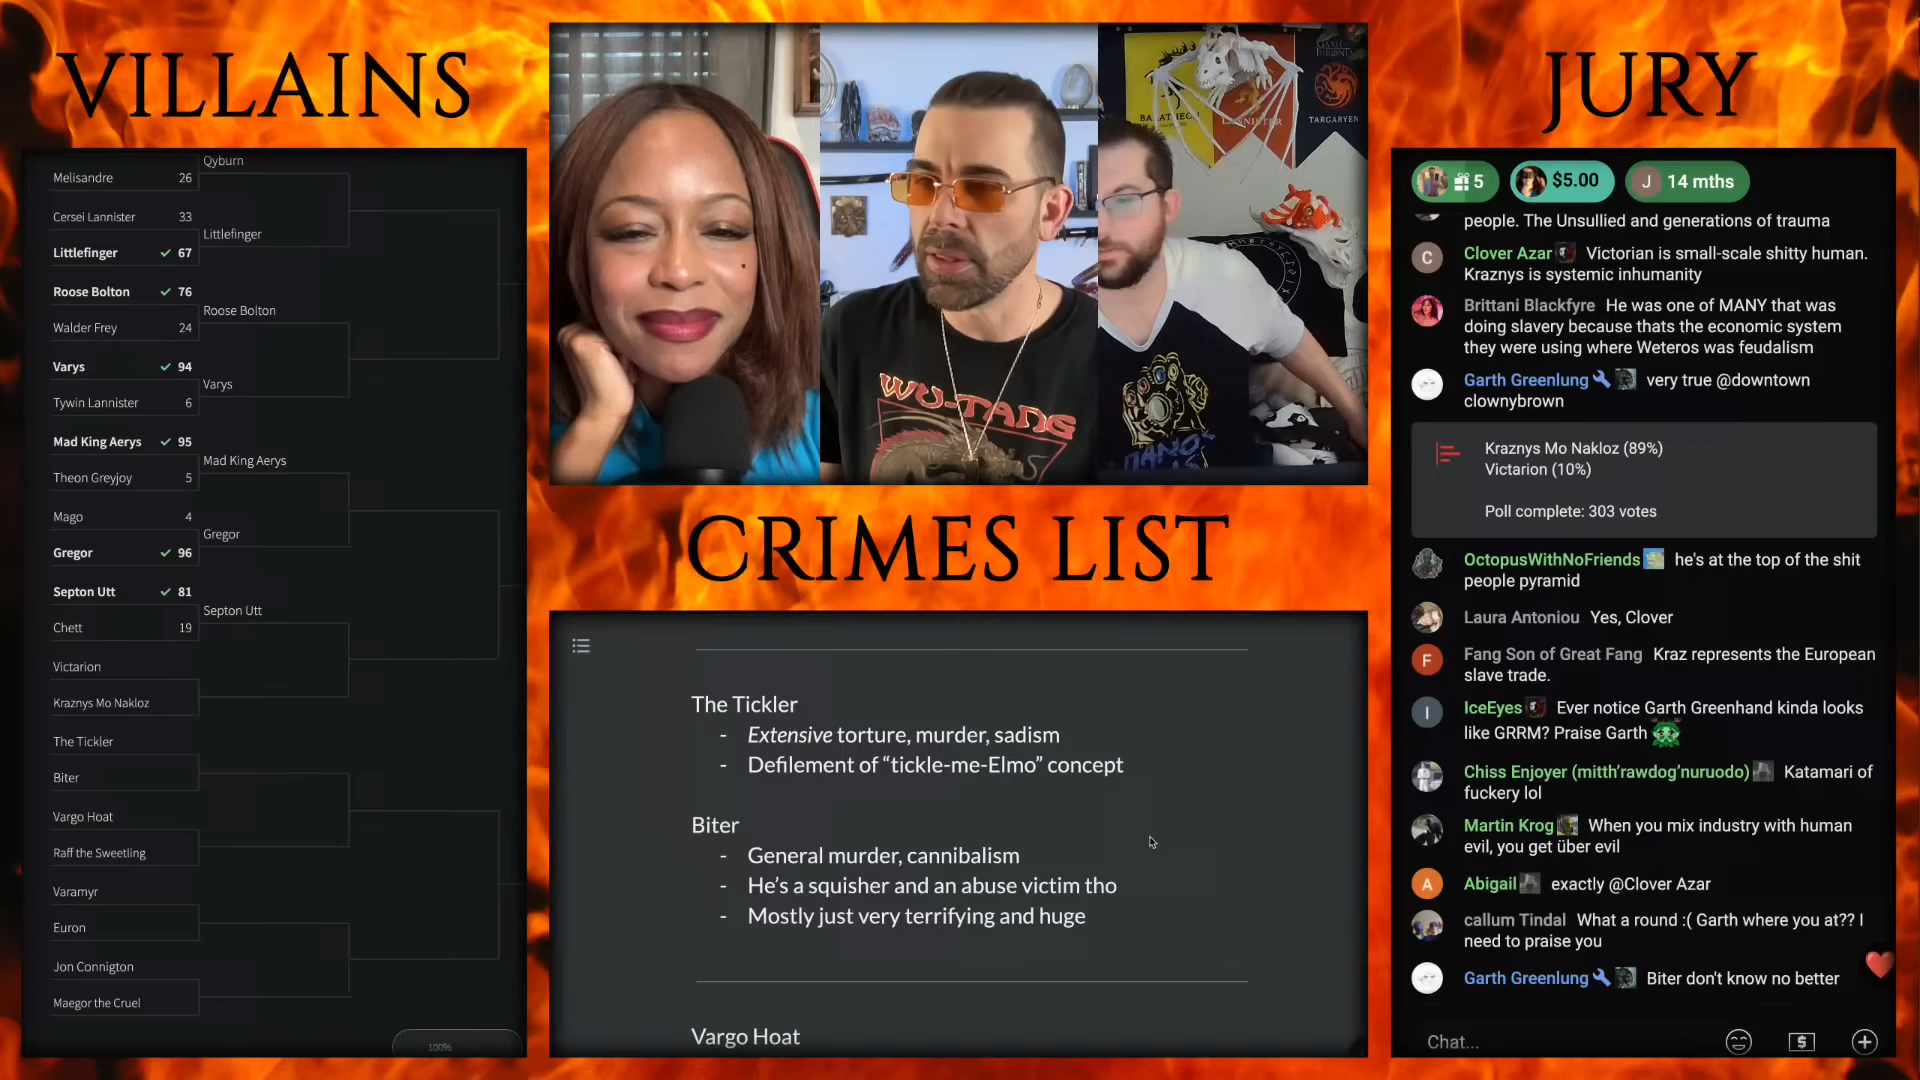 VILLAINS
Qyburn
Melisandre 26
Cersei Lannister 33
Littlefinger
Littlefinger ✓ 67
Roose Bolton ✓ 76
Roose Bolton
Walder Frey 24
Varys ✓ 94
Varys
Tywin Lannister 6
Mad King Aerys ✓ 95
Mad King Aerys
Theon Greyjoy 5
Mago 4
Gregor
Gregor ✓ 96
Septon Utt ✓ 81
Septon Utt
Chett 19
Victarion
Kraznys Mo Nakloz
The Tickler
Biter
Vargo Hoat
Raff the Sweetling
Varamyr
Euron
Jon Connigton
Maegor the Cruel
100%
WU-TANG
BARATHEON
LANNISTER
GAME THRONES
TARGARYEN
THANOS
CRIMES LIST
The Tickler
- Extensive torture, murder, sadism
- Defilement of “tickle-me-Elmo” concept
Biter
- General murder, cannibalism
- He’s a squisher and an abuse victim tho
- Mostly just very terrifying and huge
Vargo Hoat
JURY
5
$5.00
J 14 mths
people. The Unsullied and generations of trauma
C Clover Azar Victorian is small-scale shitty human.
Kraznys is systemic inhumanity
Brittani Blackfyre He was one of MANY that was
doing slavery because thats the economic system
they were using where Weteros was feudalism
Garth Greenlung very true @downtown
clownybrown
Kraznys Mo Nakloz (89%)
Victarion (10%)
Poll complete: 303 votes
OctopusWithNoFriends he's at the top of the shit
people pyramid
Laura Antoniou Yes, Clover
F Fang Son of Great Fang Kraz represents the European
slave trade.
I IceEyes Ever notice Garth Greenhand kinda looks
like GRRM? Praise Garth
Chiss Enjoyer (mitth’rawdog’nuruodo) Katamari of
fuckery lol
Martin Krog When you mix industry with human
evil, you get über evil
A Abigail exactly @Clover Azar
callum Tindal What a round :( Garth where you at?? I
need to praise you
Garth Greenlung Biter don't know no better
Chat...